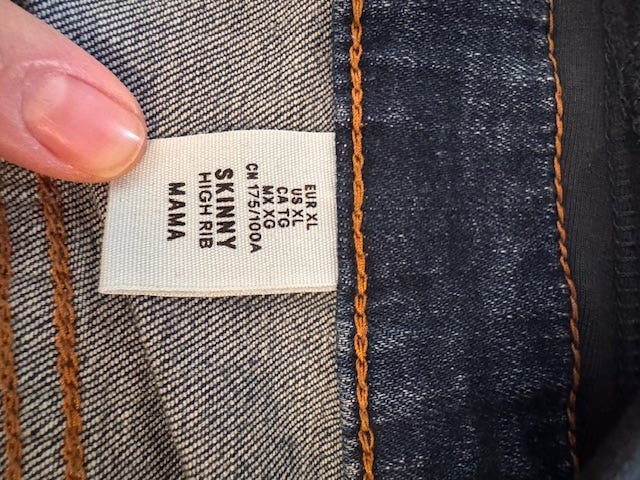 EUR XL
US XL
CA TG
MX XG
CN 175/100A
SKINNY
HIGH RIB
MAMA